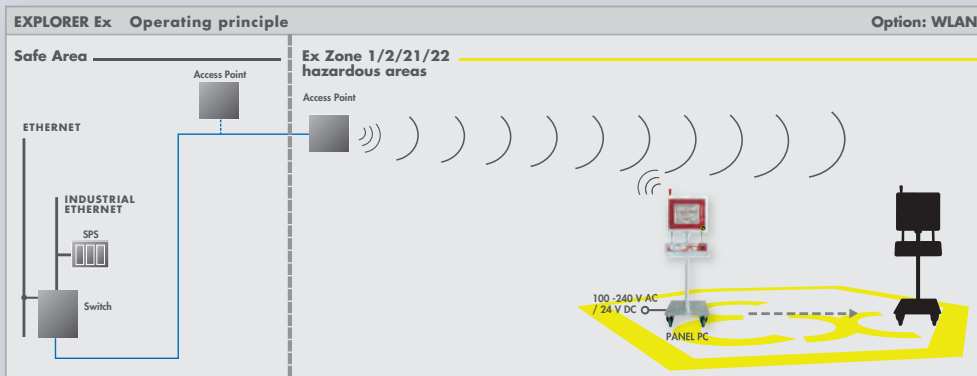 EXPLORER Ex Operating principle
Option: WLAN
Safe Area
Ex Zone 1/2/21/22
hazardous areas
Access Point
Access Point
ETHERNET
INDUSTRIAL
ETHERNET
SPS
Switch
100 -240 V AC
/ 24 V DC
PANEL PC